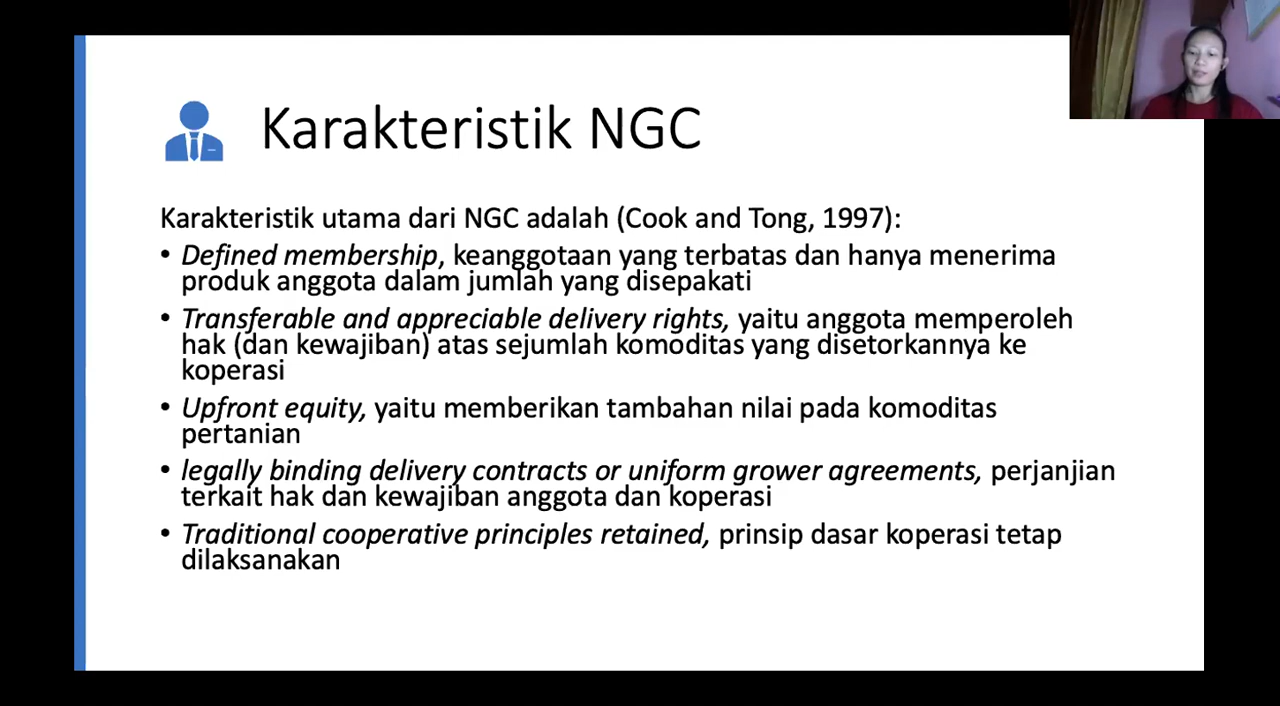 Karakteristik NGC
Karakteristik utama dari NGC adalah (Cook and Tong, 1997):
• Defined membership, keanggotaan yang terbatas dan hanya menerima
produk anggota dalam jumlah yang disepakati
• Transferable and appreciable delivery rights, yaitu anggota memperoleh
hak (dan kewajiban) atas sejumlah komoditas yang disetorkannya ke
koperasi
• Upfront equity, yaitu memberikan tambahan nilai pada komoditas
pertanian
• legally binding delivery contracts or uniform grower agreements, perjanjian
terkait hak dan kewajiban anggota dan koperasi
• Traditional cooperative principles retained, prinsip dasar koperasi tetap
dilaksanakan